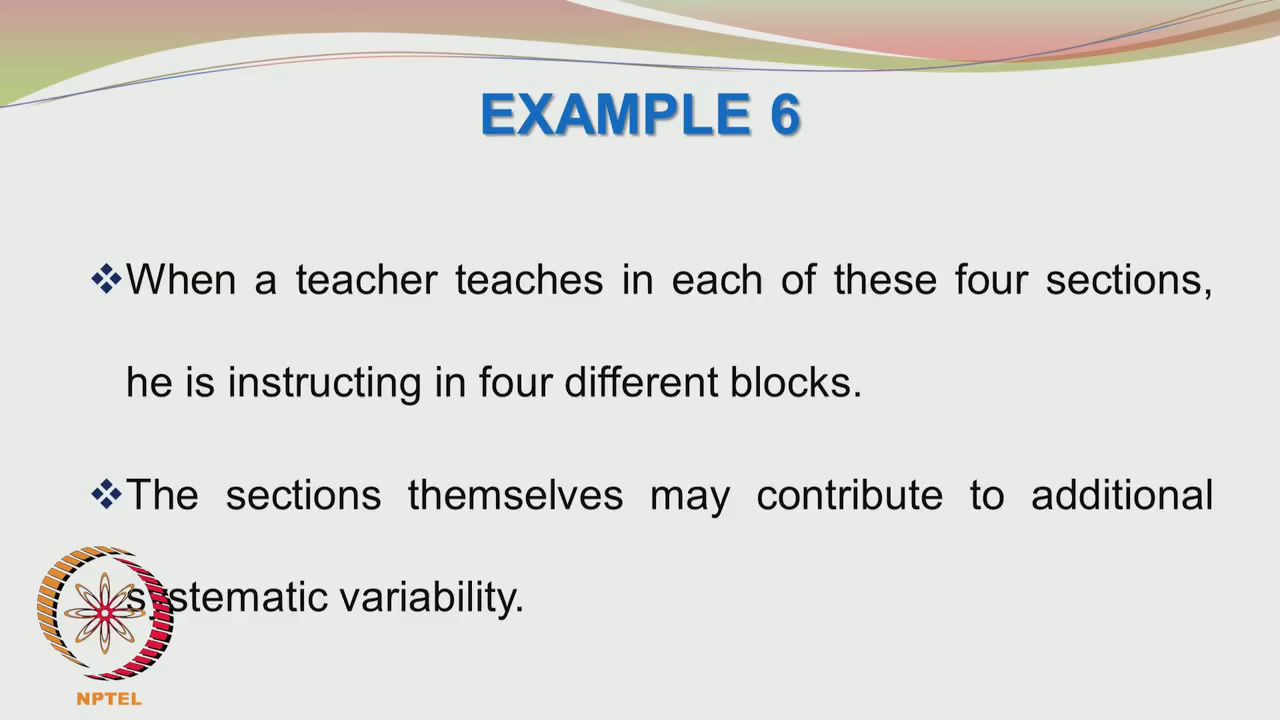 EXAMPLE 6
❖When a teacher teaches in each of these four sections,
he is instructing in four different blocks.
❖The sections themselves may contribute to additional
systematic variability.
NPTEL